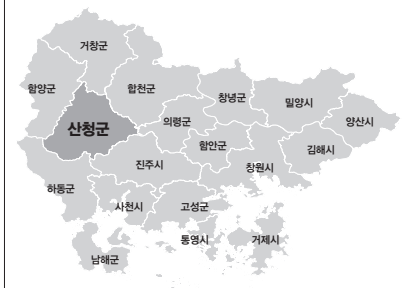 거창군
함양군
합천군
창녕군
밀양시
양산시
산청군
의령군
함안군
김해시
진주시
창원시
하동군
사천시
고성군
통영시
거제시
남해군